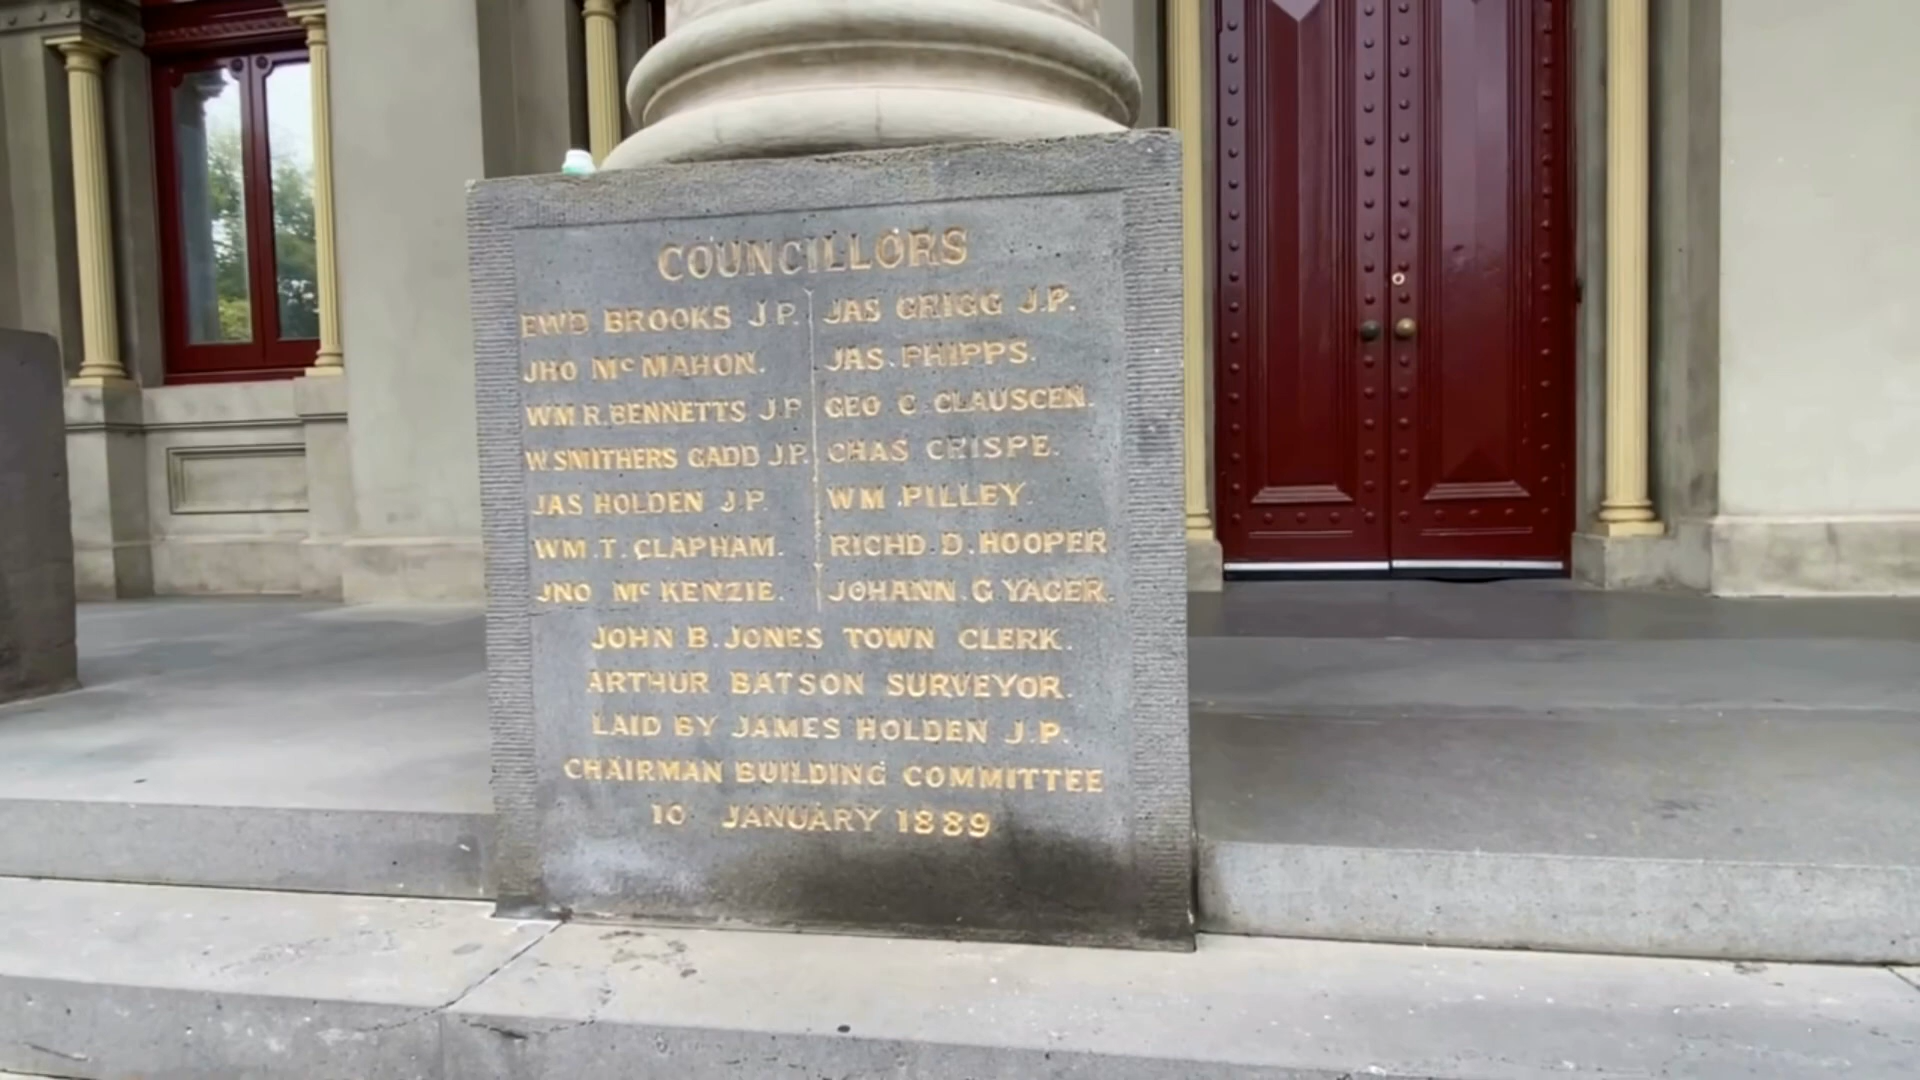 COUNCILLORS
EWD BROOKS J.P. JAS GRIGG J.P.
JHO McMAHON. JAS. PHIPPS.
WM R. BENNETTS J.P. GEO C CLAUSCEN.
W. SMITHERS GADD J.P. CHAS CRISPE.
JAS HOLDEN J.P. WM. PILLEY.
WM. T. CLAPHAM. RICHD. D. HOOPER
JNO McKENZIE. JOHANN. G YAGER.
JOHN B. JONES TOWN CLERK.
ARTHUR BATSON SURVEYOR.
LAID BY JAMES HOLDEN J.P.
CHAIRMAN BUILDING COMMITTEE
10 JANUARY 1889